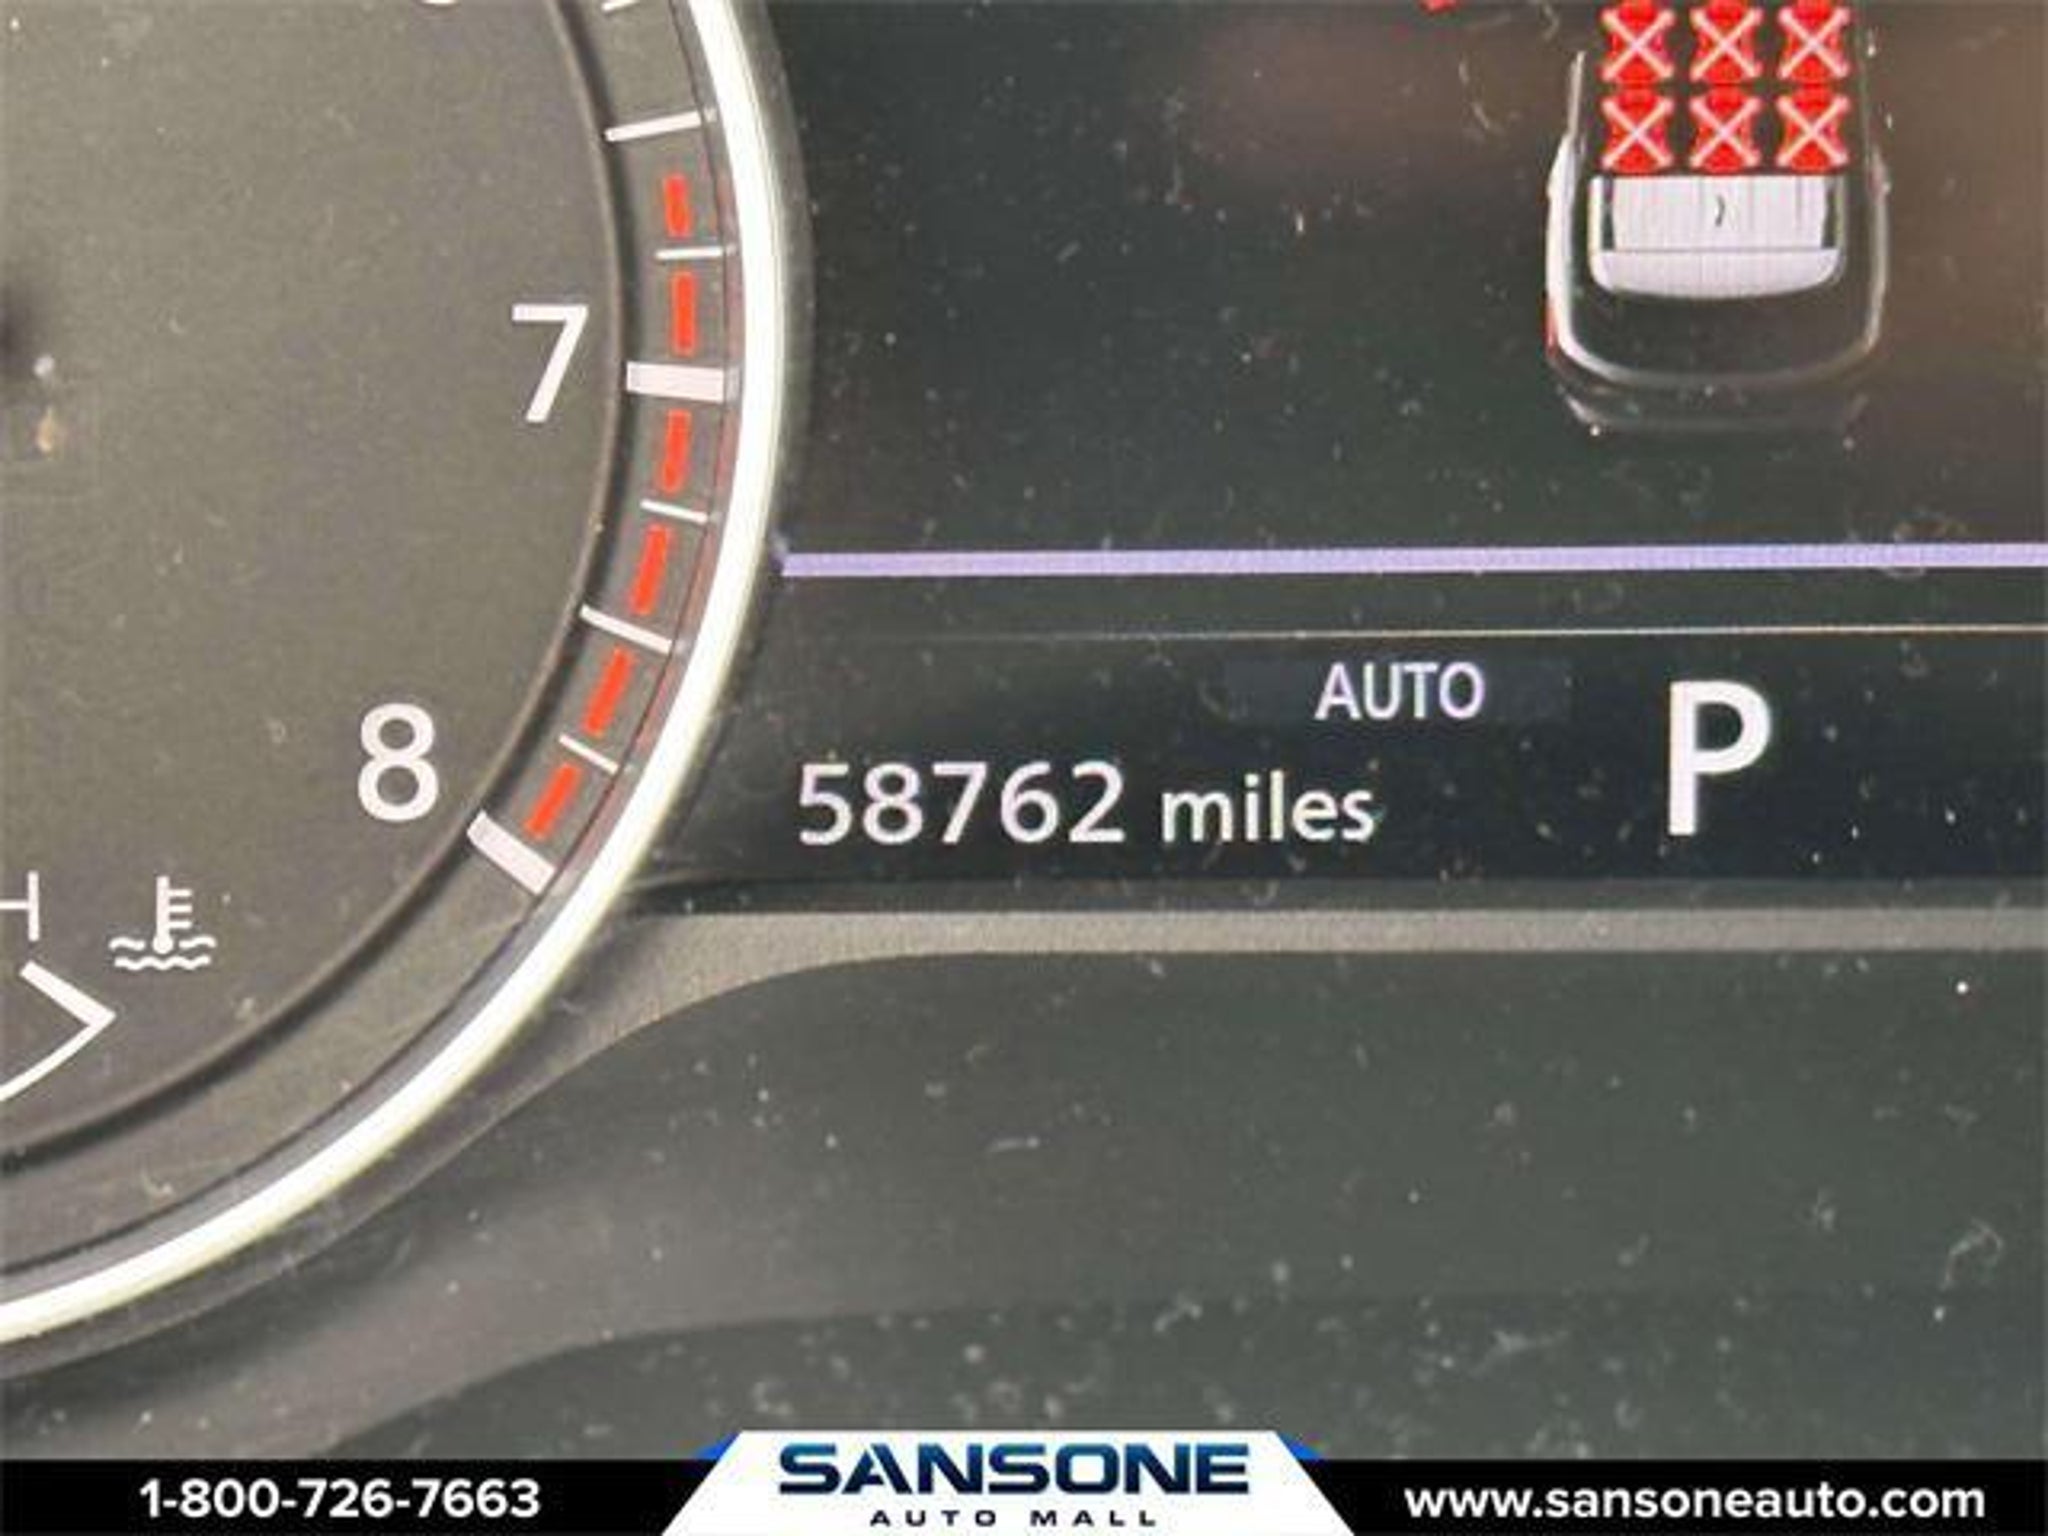 7
AUTO
P
8
58762 miles
H
1-800-726-7663
SANSONE
AUTO MALL
www.sansoneauto.com